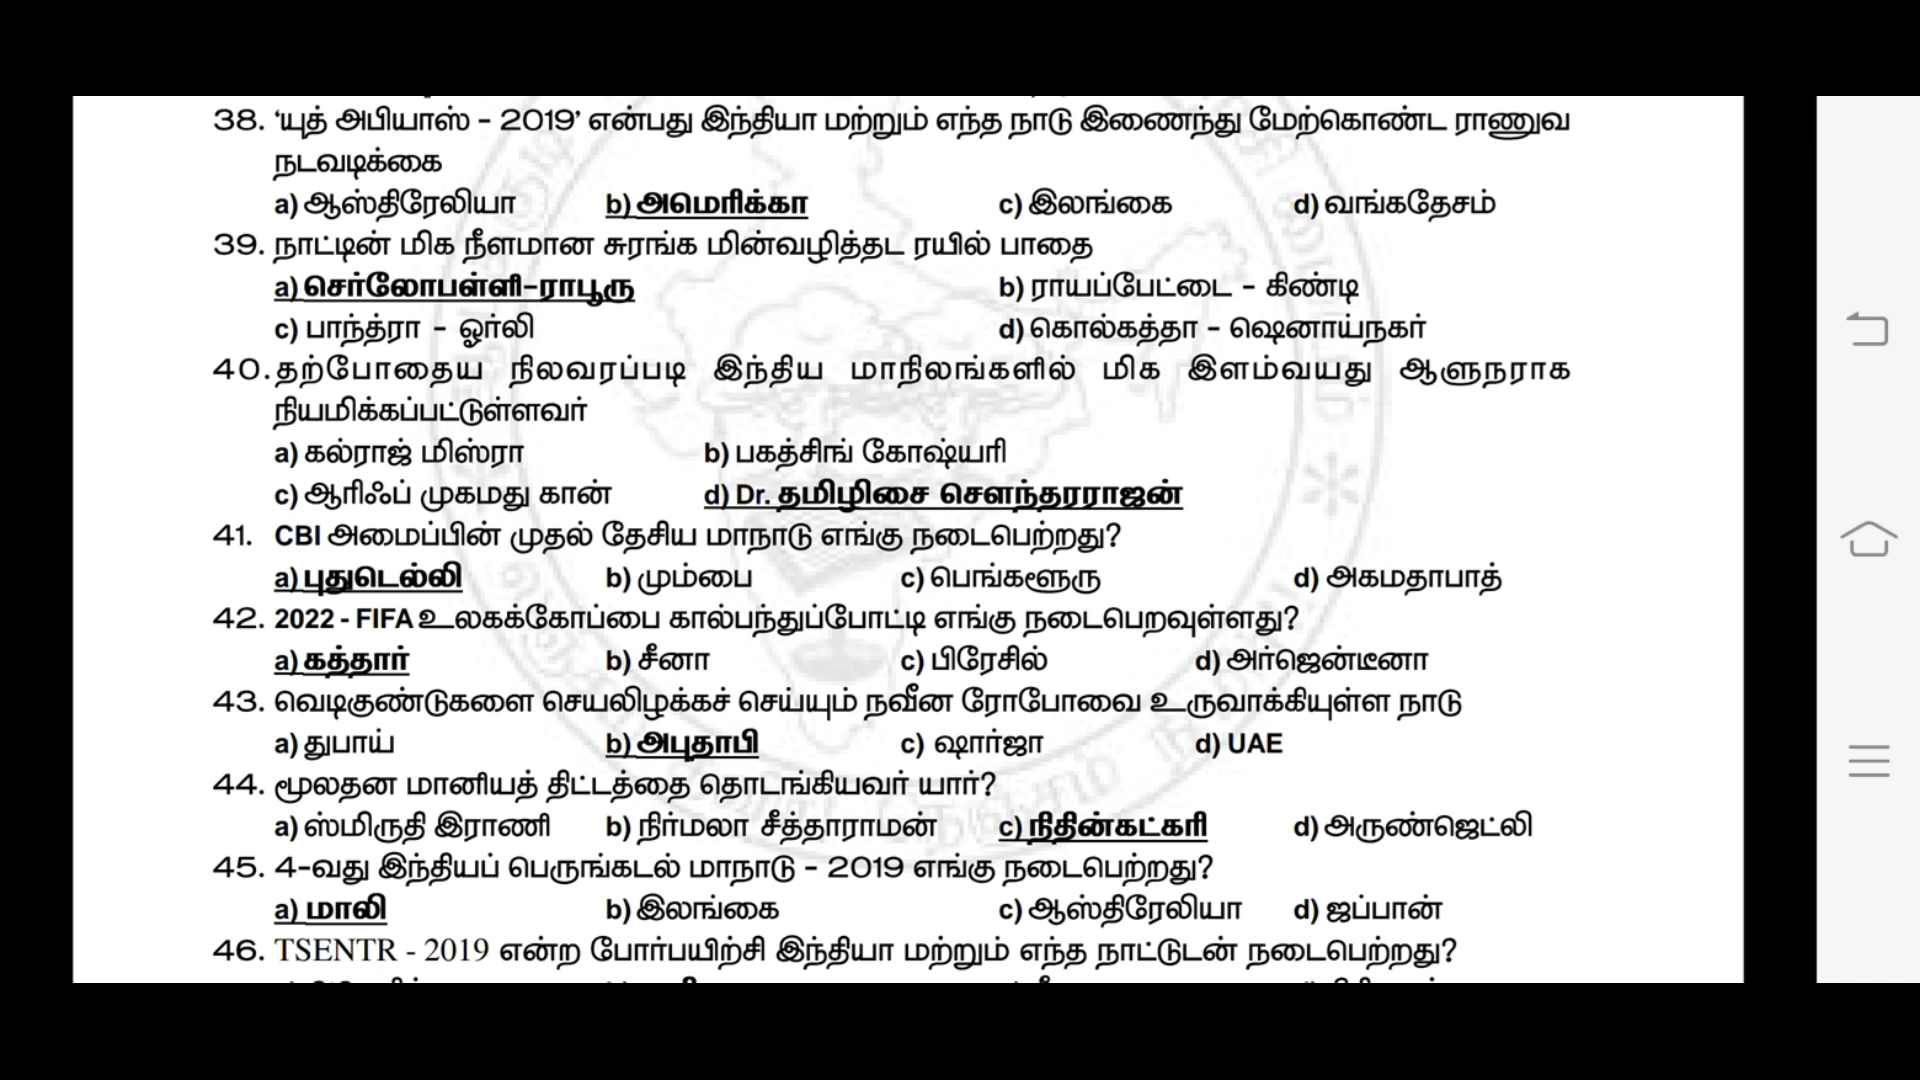 38. ‘யுத் அபியாஸ் - 2019’ என்பது இந்தியா மற்றும் எந்த நாடு இணைந்து மேற்கொண்ட ராணுவ
நடவடிக்கை
a) ஆஸ்திரேலியா b) அமெரிக்கா c) இலங்கை d) வங்கதேசம்
39. நாட்டின் மிக நீளமான சுரங்க மின்வழித்தட ரயில் பாதை
a) செர்லோபள்ளி-ராபூரு b) ராயப்பேட்டை - கிண்டி
c) பாந்த்ரா - ஓர்லி d) கொல்கத்தா - ஷெனாய்நகர்
40. தற்போதைய நிலவரப்படி இந்திய மாநிலங்களில் மிக இளம்வயது ஆளுநராக
நியமிக்கப்பட்டுள்ளவர்
a) கல்ராஜ் மிஸ்ரா b) பகத்சிங் கோஷ்யரி
c) ஆரிஃப் முகமது கான் d) Dr. தமிழிசை சௌந்தரராஜன்
41. CBI அமைப்பின் முதல் தேசிய மாநாடு எங்கு நடைபெற்றது?
a) புதுடெல்லி b) மும்பை c) பெங்களூரு d) அகமதாபாத்
42. 2022 - FIFA உலகக்கோப்பை கால்பந்துப்போட்டி எங்கு நடைபெறவுள்ளது?
a) கத்தார் b) சீனா c) பிரேசில் d) அர்ஜென்டீனா
43. வெடிகுண்டுகளை செயலிழக்கச் செய்யும் நவீன ரோபோவை உருவாக்கியுள்ள நாடு
a) துபாய் b) அபுதாபி c) ஷார்ஜா d) UAE
44. மூலதன மானியத் திட்டத்தை தொடங்கியவர் யார்?
a) ஸ்மிருதி இராணி b) நிர்மலா சீத்தாராமன் c) நிதின்கட்கரி d) அருண்ஜெட்லி
45. 4-வது இந்தியப் பெருங்கடல் மாநாடு - 2019 எங்கு நடைபெற்றது?
a) மாலி b) இலங்கை c) ஆஸ்திரேலியா d) ஜப்பான்
46. TSENTR - 2019 என்ற போர்பயிற்சி இந்தியா மற்றும் எந்த நாட்டுடன் நடைபெற்றது?